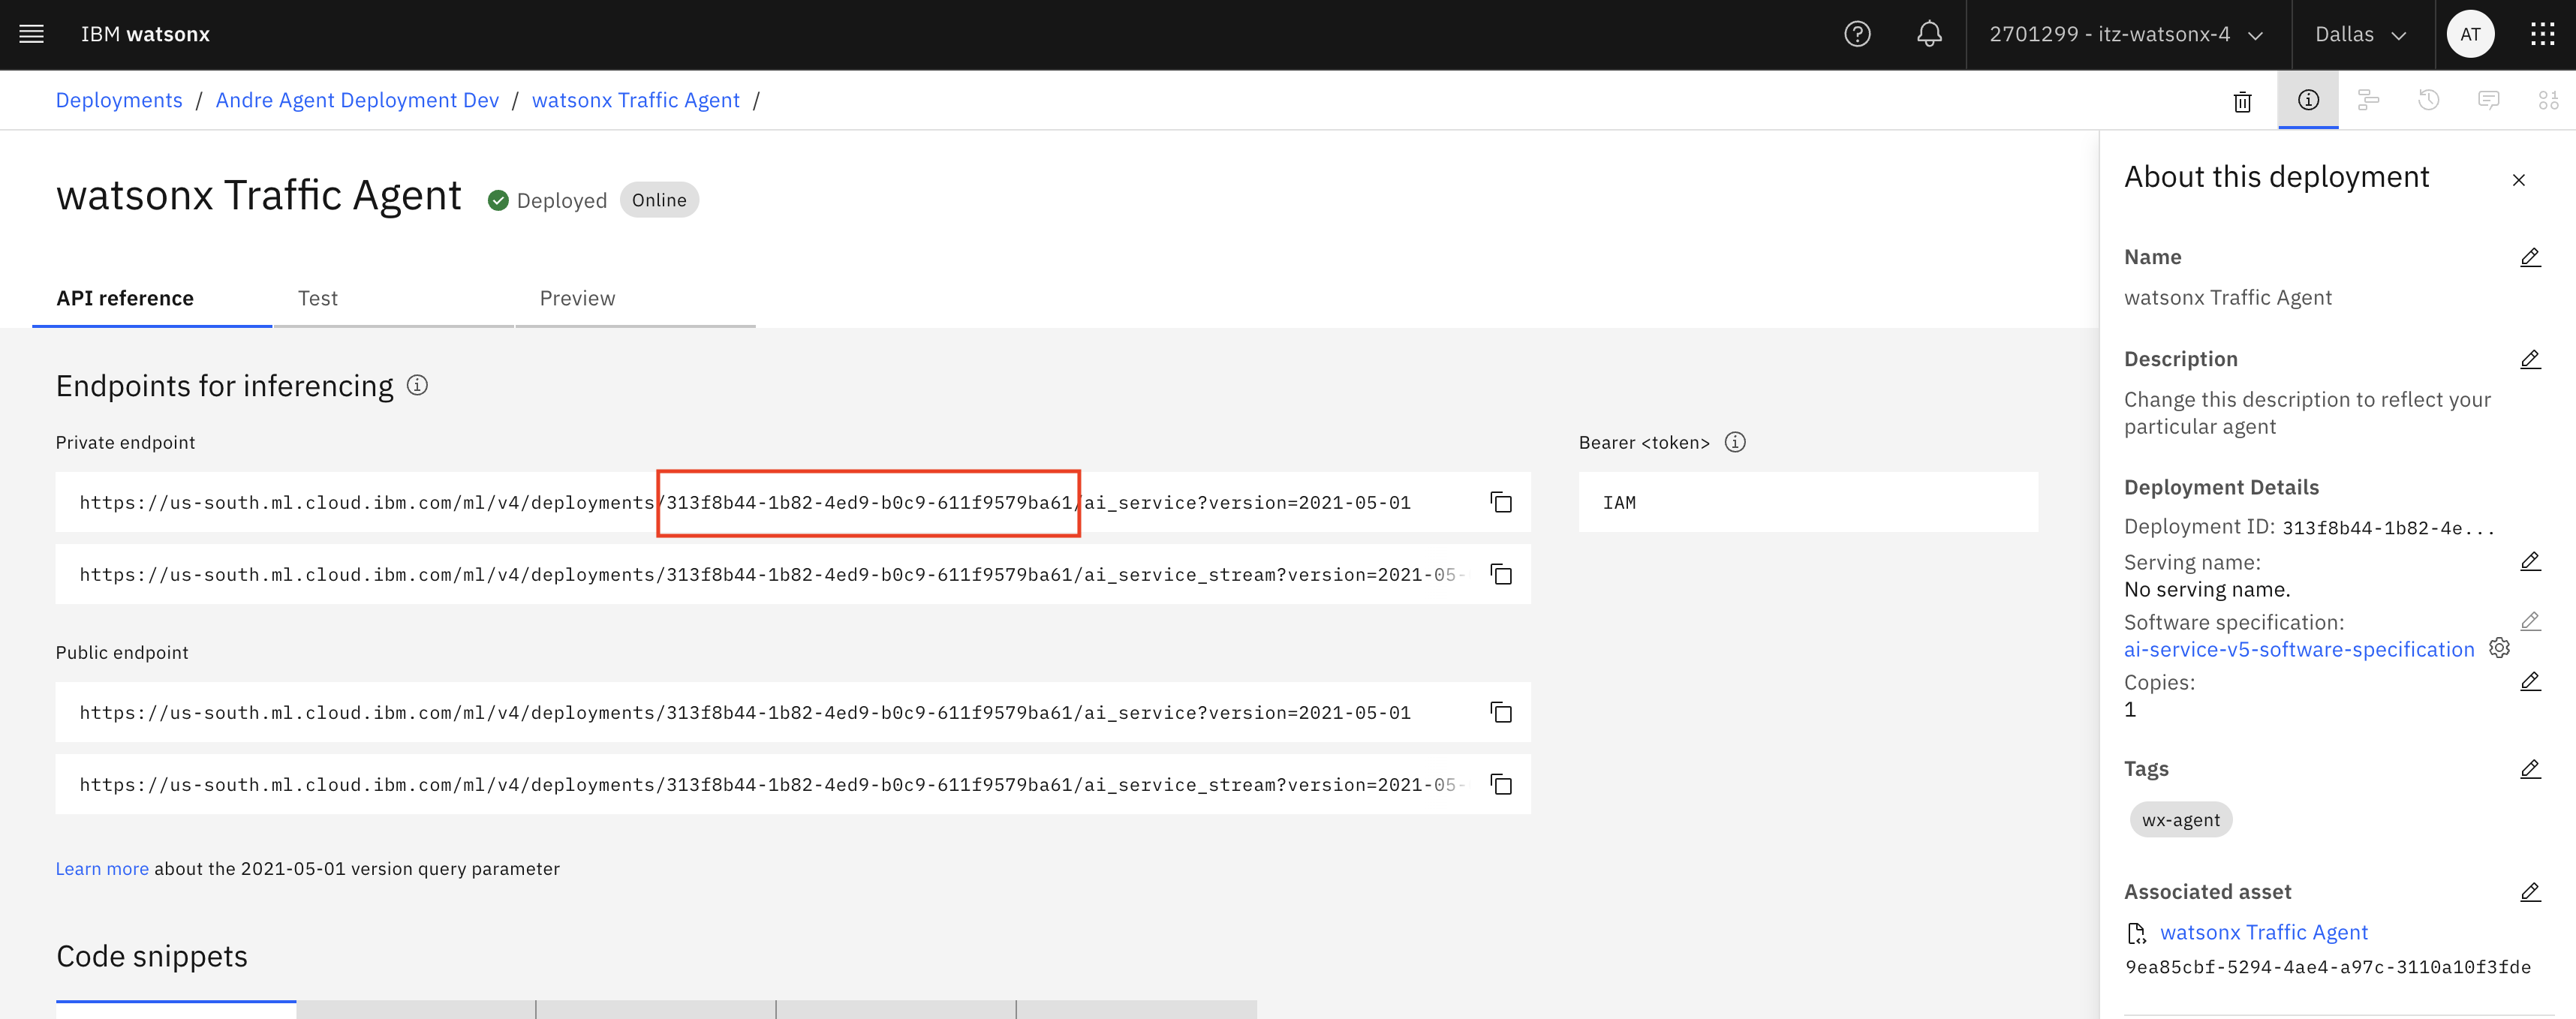 IBM watsonx
2701299 - itz-watsonx-4
Dallas
AT
Deployments / Andre Agent Deployment Dev / watsonx Traffic Agent /
watsonx Traffic Agent
Deployed
Online
API reference
Test
Preview
Endpoints for inferencing
Private endpoint
https://us-south.ml.cloud.ibm.com/ml/v4/deployments/313f8b44-1b82-4ed9-b0c9-611f9579ba61/ai_service?version=2021-05-01
https://us-south.ml.cloud.ibm.com/ml/v4/deployments/313f8b44-1b82-4ed9-b0c9-611f9579ba61/ai_service_stream?version=2021-05-
Bearer <token>
IAM
Public endpoint
https://us-south.ml.cloud.ibm.com/ml/v4/deployments/313f8b44-1b82-4ed9-b0c9-611f9579ba61/ai_service?version=2021-05-01
https://us-south.ml.cloud.ibm.com/ml/v4/deployments/313f8b44-1b82-4ed9-b0c9-611f9579ba61/ai_service_stream?version=2021-05-
Learn more about the 2021-05-01 version query parameter
Code snippets
About this deployment
Name
watsonx Traffic Agent
Description
Change this description to reflect your
particular agent
Deployment Details
Deployment ID: 313f8b44-1b82-4e...
Serving name:
No serving name.
Software specification:
ai-service-v5-software-specification
Copies:
1
Tags
wx-agent
Associated asset
watsonx Traffic Agent
9ea85cbf-5294-4ae4-a97c-3110a10f3fde